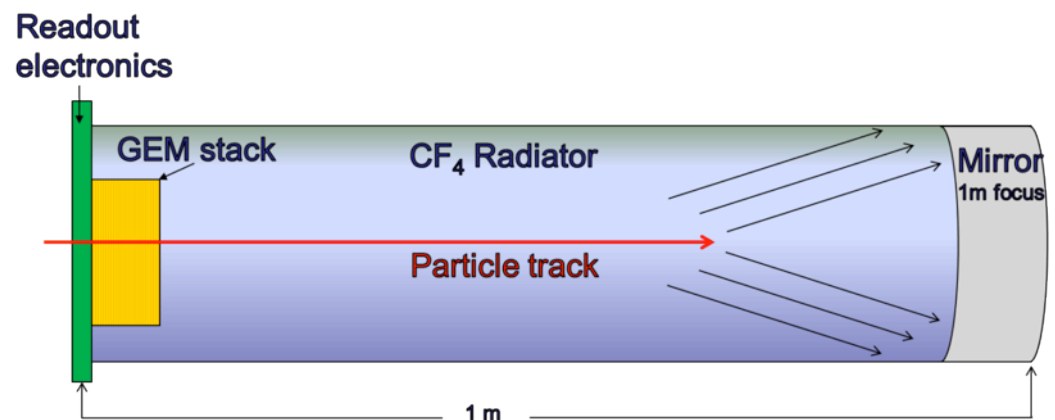 Readout
electronics
GEM stack
CF₄ Radiator
Mirror
1m focus
Particle track
1 m